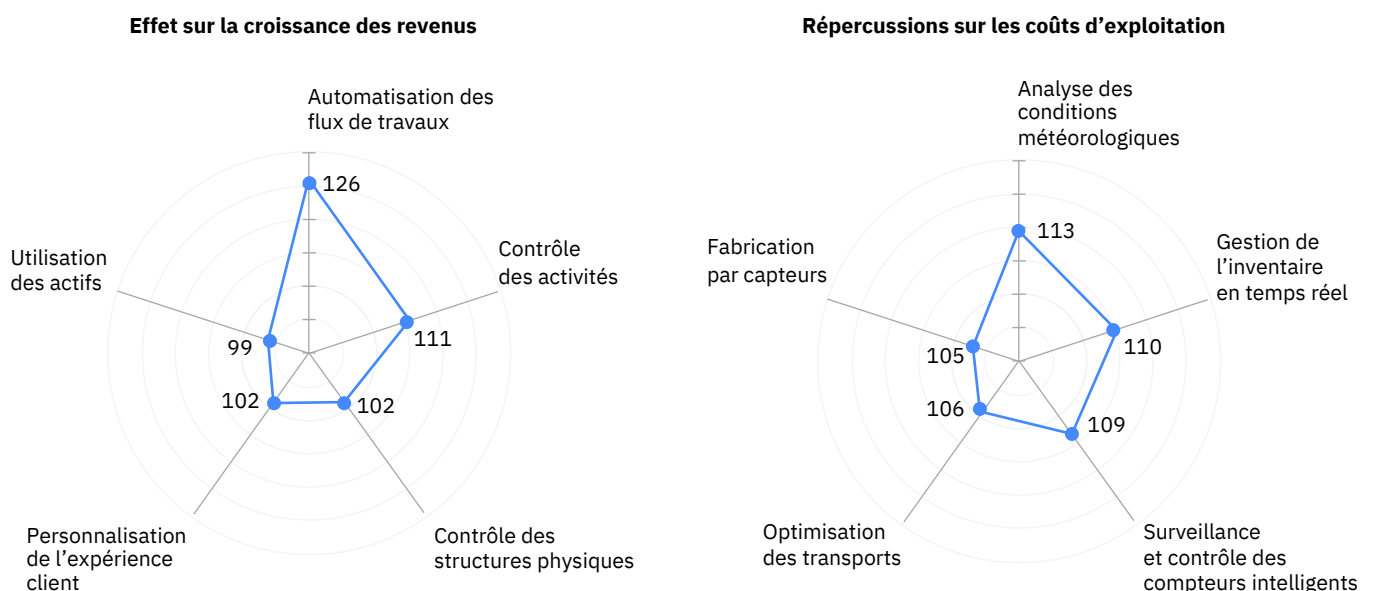 Effet sur la croissance des revenus
Automatisation des
flux de travaux
126
Contrôle
des activités
111
Utilisation
des actifs
99
102
102
Personnalisation
de l’expérience
client
Contrôle des
structures physiques
Répercussions sur les coûts d’exploitation
Analyse des
conditions
météorologiques
113
Gestion de
l’inventaire
en temps réel
110
Fabrication
par capteurs
105
106
109
Optimisation
des transports
Surveillance
et contrôle des
compteurs intelligents